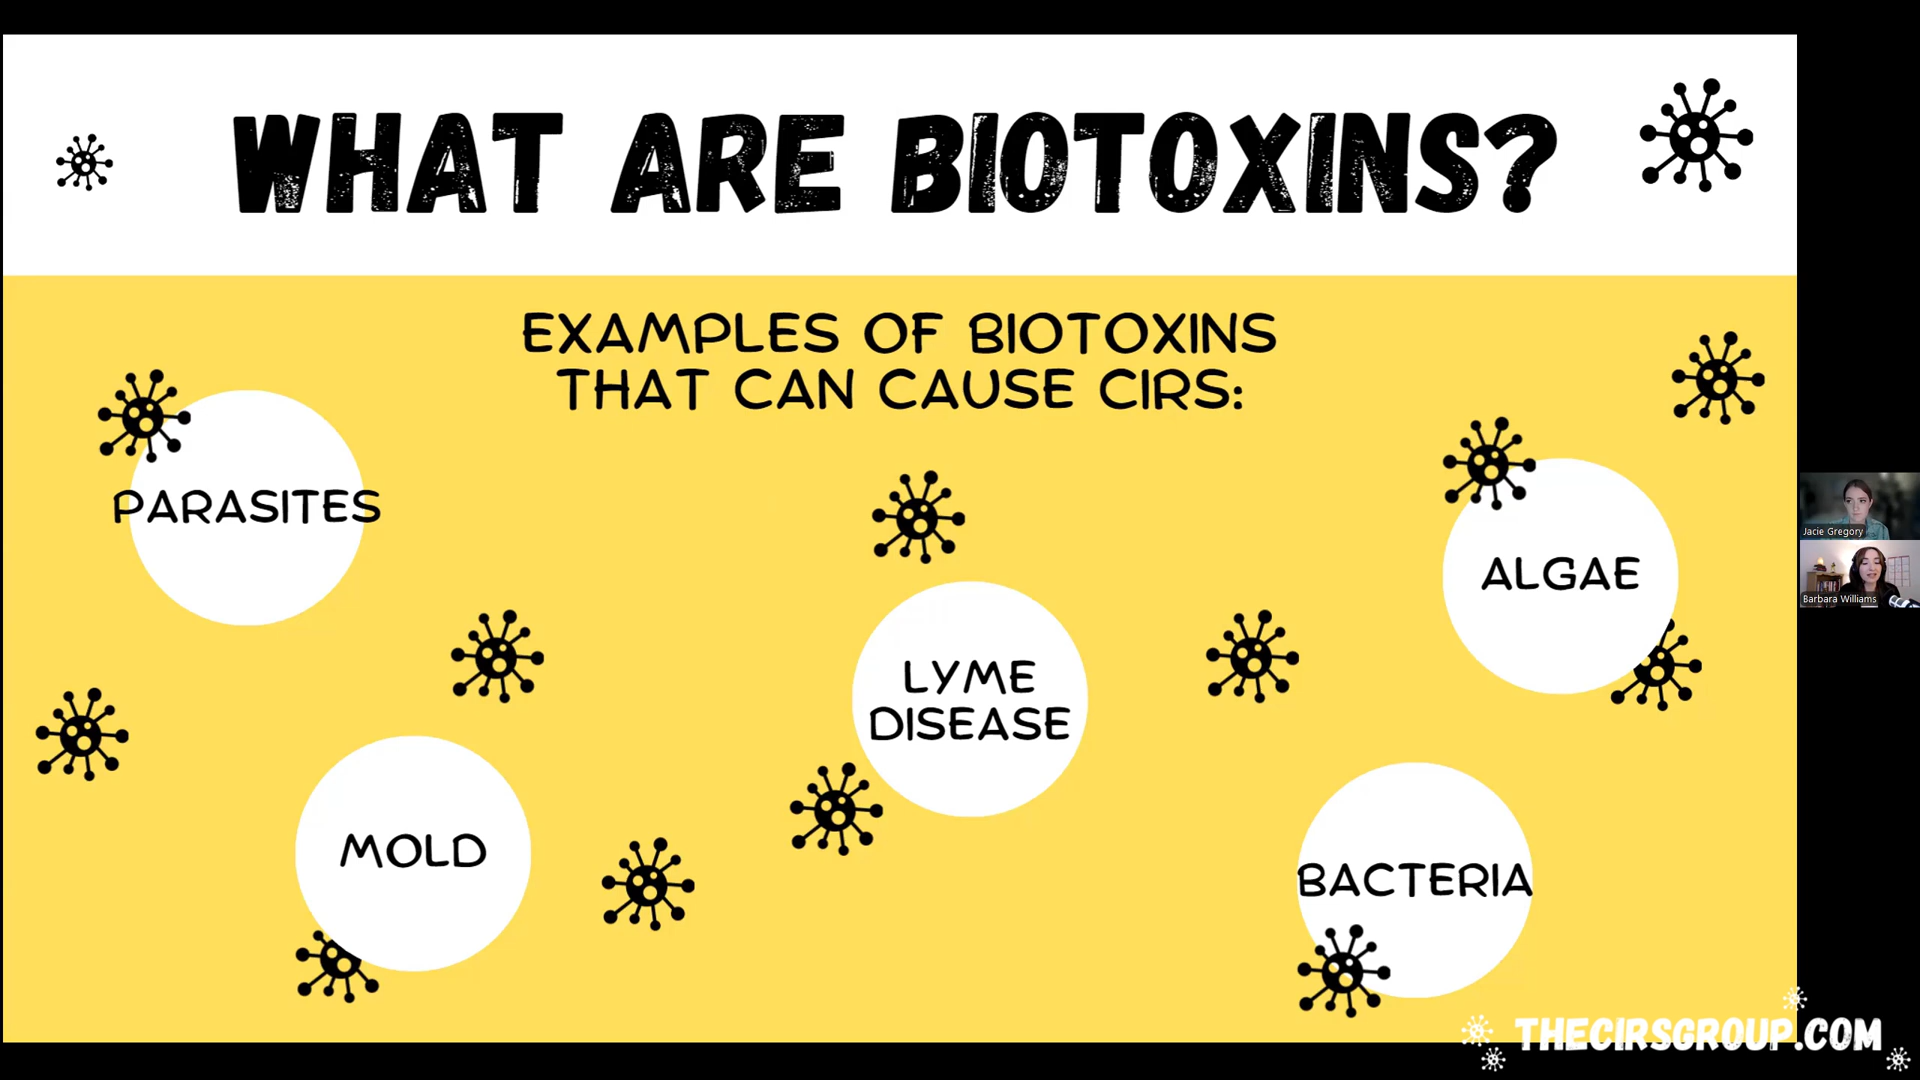 WHAT ARE BIOTOXINS?
EXAMPLES OF BIOTOXINS
THAT CAN CAUSE CIRS:
PARASITES
ALGAE
LYME
DISEASE
MOLD
BACTERIA
Jacie Gregory
Barbara Williams
THECIRSGROUP.COM